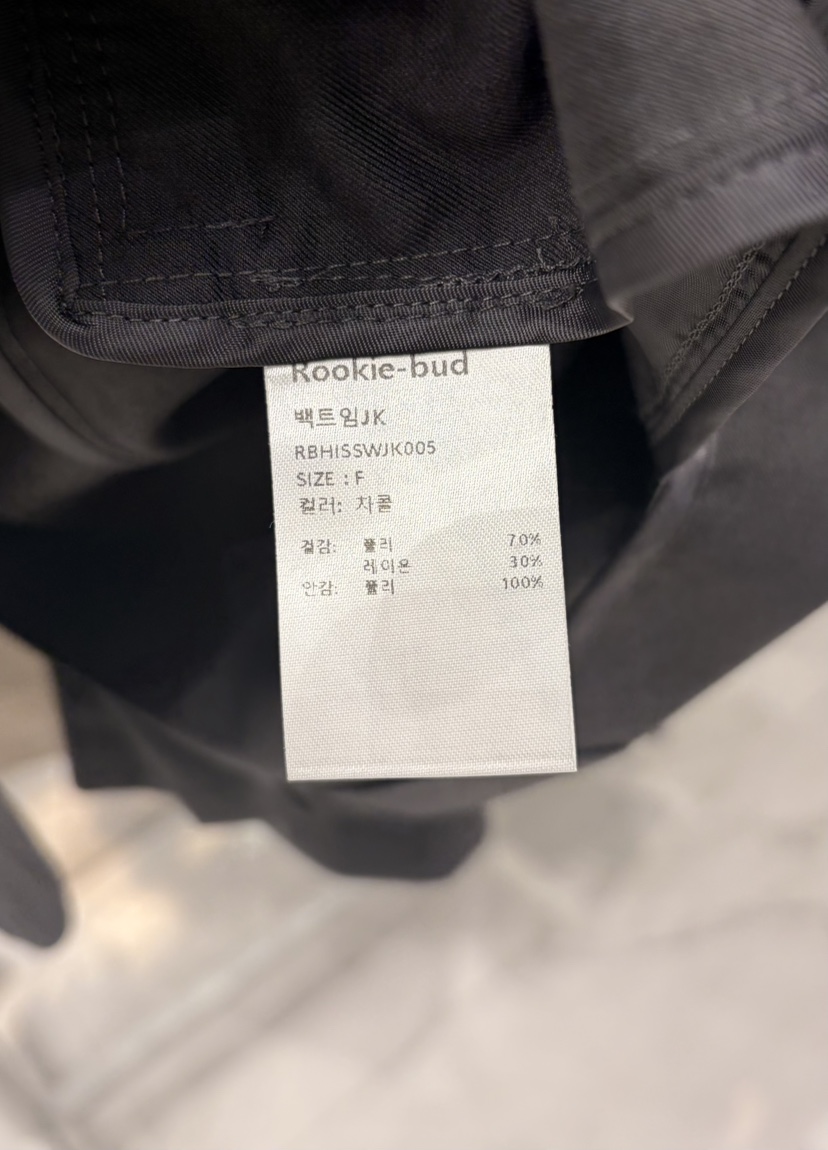 Rookie-bud
백트임JK
RBHISSWJK005
SIZE : F
컬러: 차콜
겉감: 폴리 70%
레이온 30%
안감: 폴리 100%